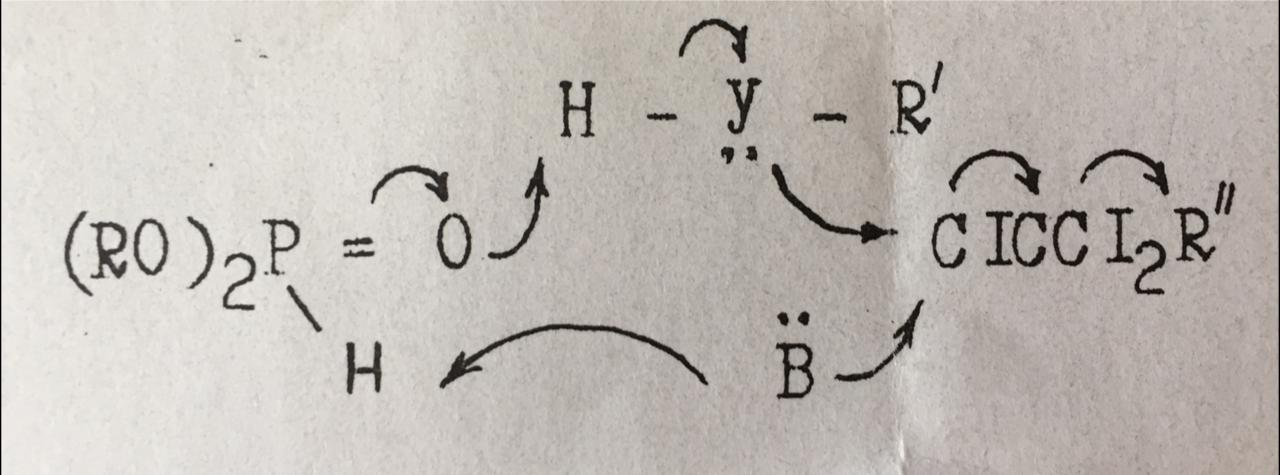 H - y - R′
(RO)₂P = O CICCI₂R″
H B̈